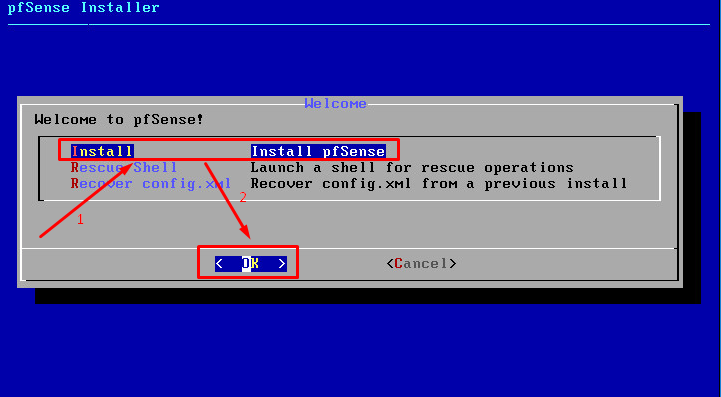 pfSense Installer
Welcome
Welcome to pfSense!
Install Install pfSense
Rescue Shell Launch a shell for rescue operations
Recover config.xml Recover config.xml from a previous install
1
2
< OK > <Cancel>